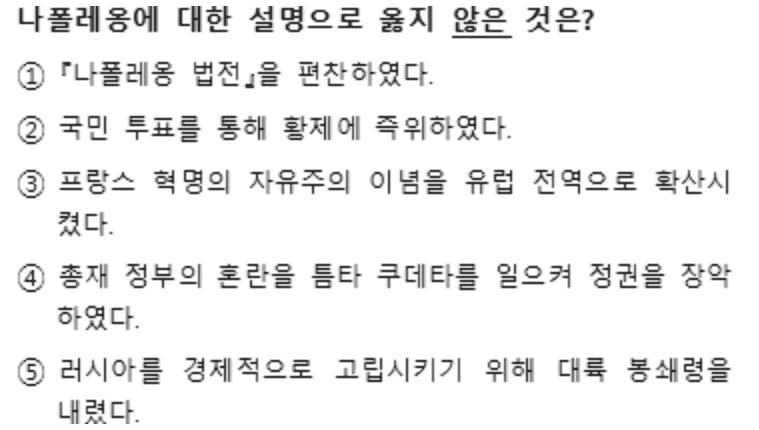 나폴레옹에 대한 설명으로 옳지 않은 것은?
① 『나폴레옹 법전』을 편찬하였다.
② 국민 투표를 통해 황제에 즉위하였다.
③ 프랑스 혁명의 자유주의 이념을 유럽 전역으로 확산시
켰다.
④ 총재 정부의 혼란을 틈타 쿠데타를 일으켜 정권을 장악
하였다.
⑤ 러시아를 경제적으로 고립시키기 위해 대륙 봉쇄령을
내렸다.